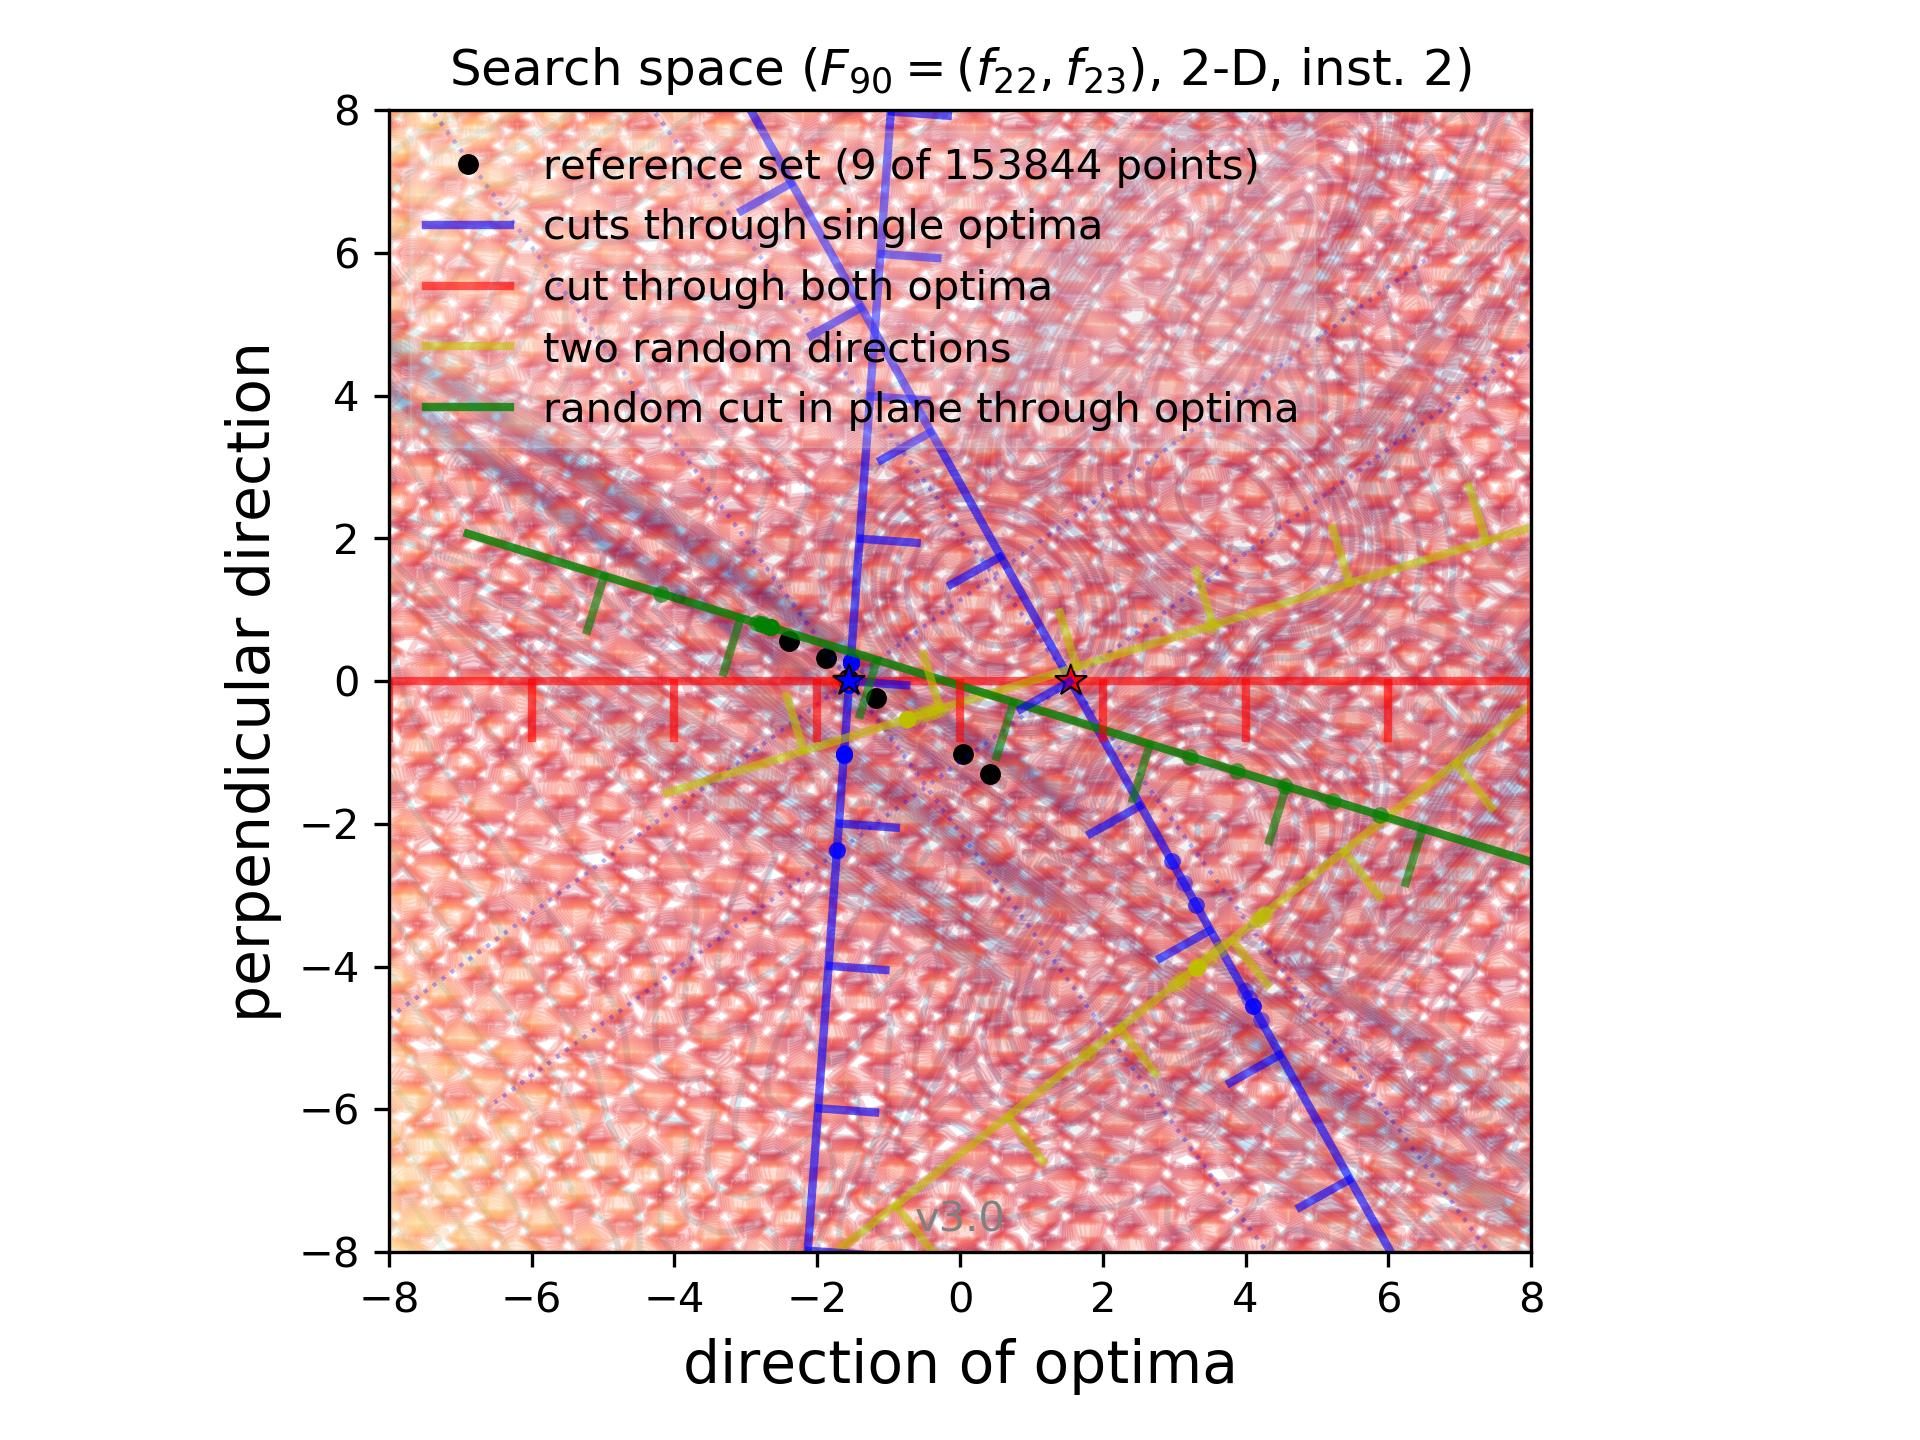 Search space (F90 = (f22, f23), 2-D, inst. 2)
8
6
4
2
0
−2
−4
−6
−8
perpendicular direction
reference set (9 of 153844 points)
cuts through single optima
cut through both optima
two random directions
random cut in plane through optima
v3.0
−8 −6 −4 −2 0 2 4 6 8
direction of optima